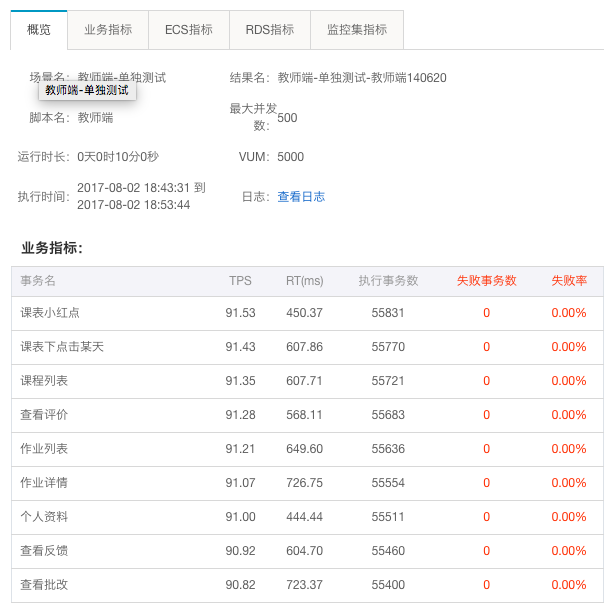 概览 业务指标 ECS指标 RDS指标 监控集指标
场景名: 教师端-单独测试 结果名: 教师端-单独测试-教师端140620
教师端-单独测试
脚本名: 教师端 最大并发数: 500
运行时长: 0天0时10分0秒 VUM: 5000
执行时间: 2017-08-02 18:43:31 到
2017-08-02 18:53:44 日志: 查看日志
业务指标:
事务名 TPS RT(ms) 执行事务数 失败事务数 失败率
课表小红点 91.53 450.37 55831 0 0.00%
课表下点击某天 91.43 607.86 55770 0 0.00%
课程列表 91.35 607.71 55721 0 0.00%
查看评价 91.28 568.11 55683 0 0.00%
作业列表 91.21 649.60 55636 0 0.00%
作业详情 91.07 726.75 55554 0 0.00%
个人资料 91.00 444.44 55511 0 0.00%
查看反馈 90.92 604.70 55460 0 0.00%
查看批改 90.82 723.37 55400 0 0.00%